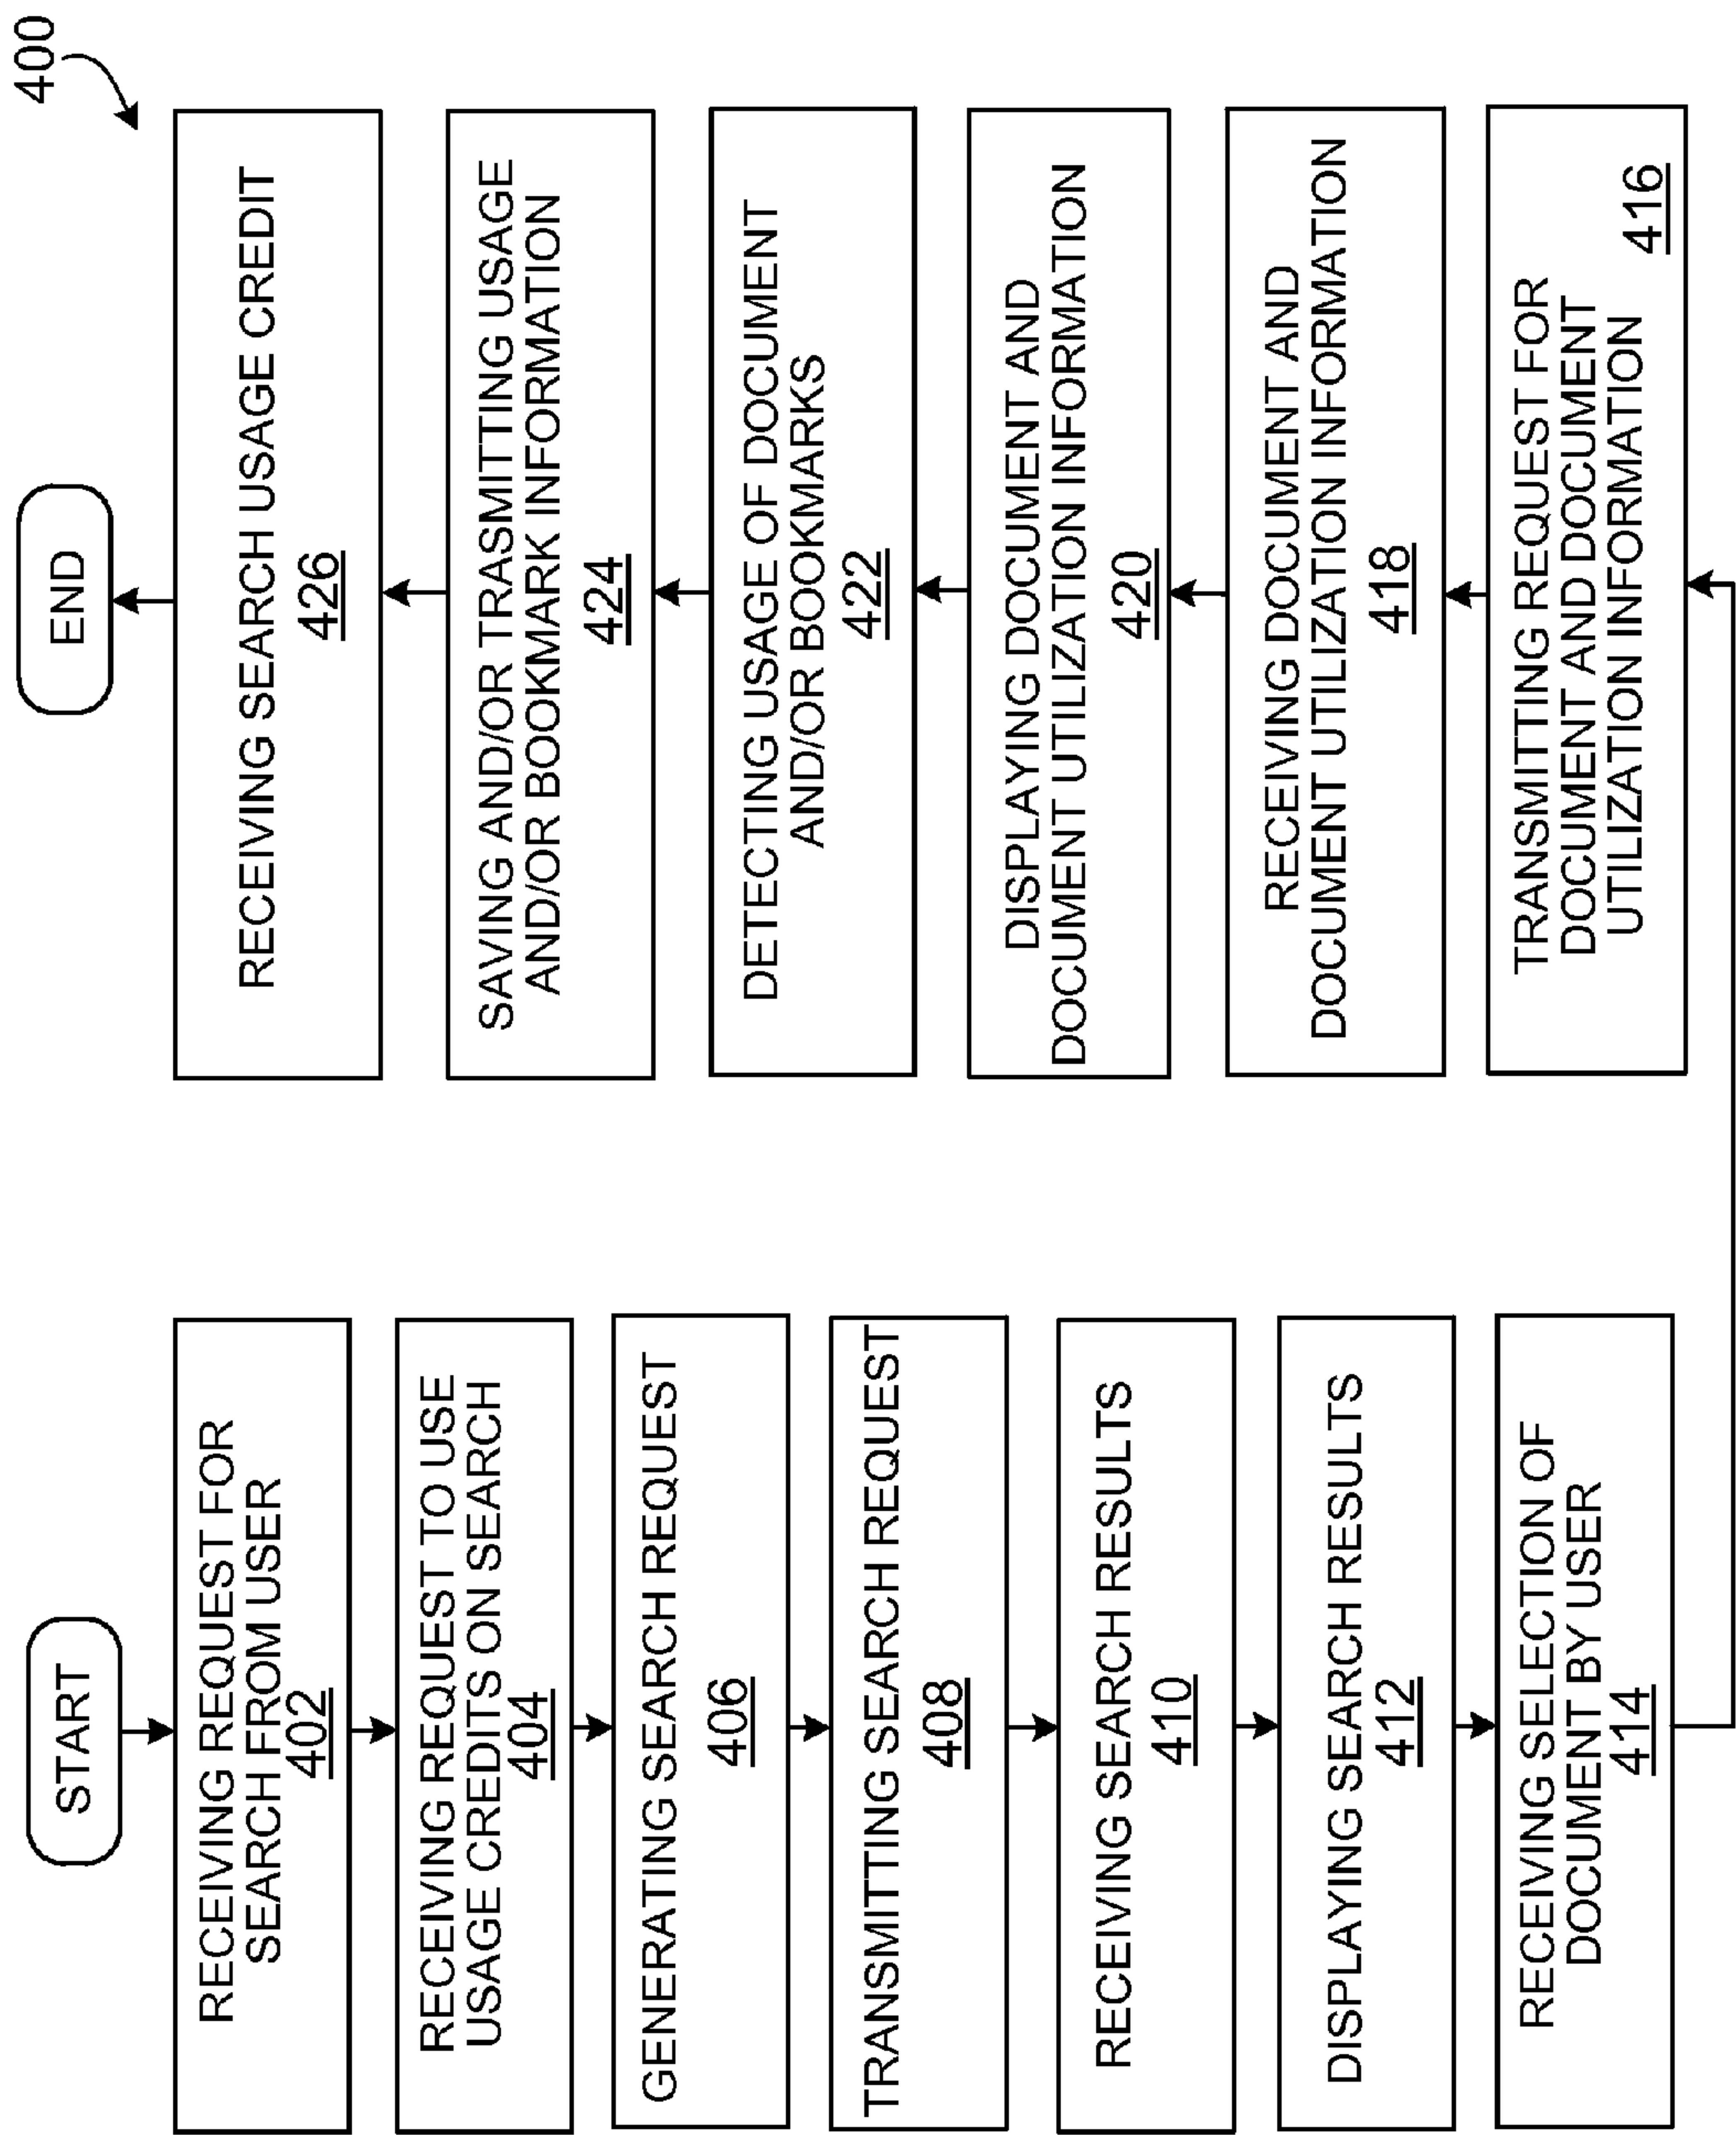 400
START
RECEIVING REQUEST FOR
SEARCH FROM USER
402
RECEIVING REQUEST TO USE
USAGE CREDITS ON SEARCH
404
GENERATING SEARCH REQUEST
406
TRANSMITTING SEARCH REQUEST
408
RECEIVING SEARCH RESULTS
410
DISPLAYING SEARCH RESULTS
412
RECEIVING SELECTION OF
DOCUMENT BY USER
414
TRANSMITTING REQUEST FOR
DOCUMENT AND DOCUMENT
UTILIZATION INFORMATION
416
RECEIVING DOCUMENT AND
DOCUMENT UTILIZATION INFORMATION
418
DISPLAYING DOCUMENT AND
DOCUMENT UTILIZATION INFORMATION
420
DETECTING USAGE OF DOCUMENT
AND/OR BOOKMARKS
422
SAVING AND/OR TRASMITTING USAGE
AND/OR BOOKMARK INFORMATION
424
RECEIVING SEARCH USAGE CREDIT
426
END